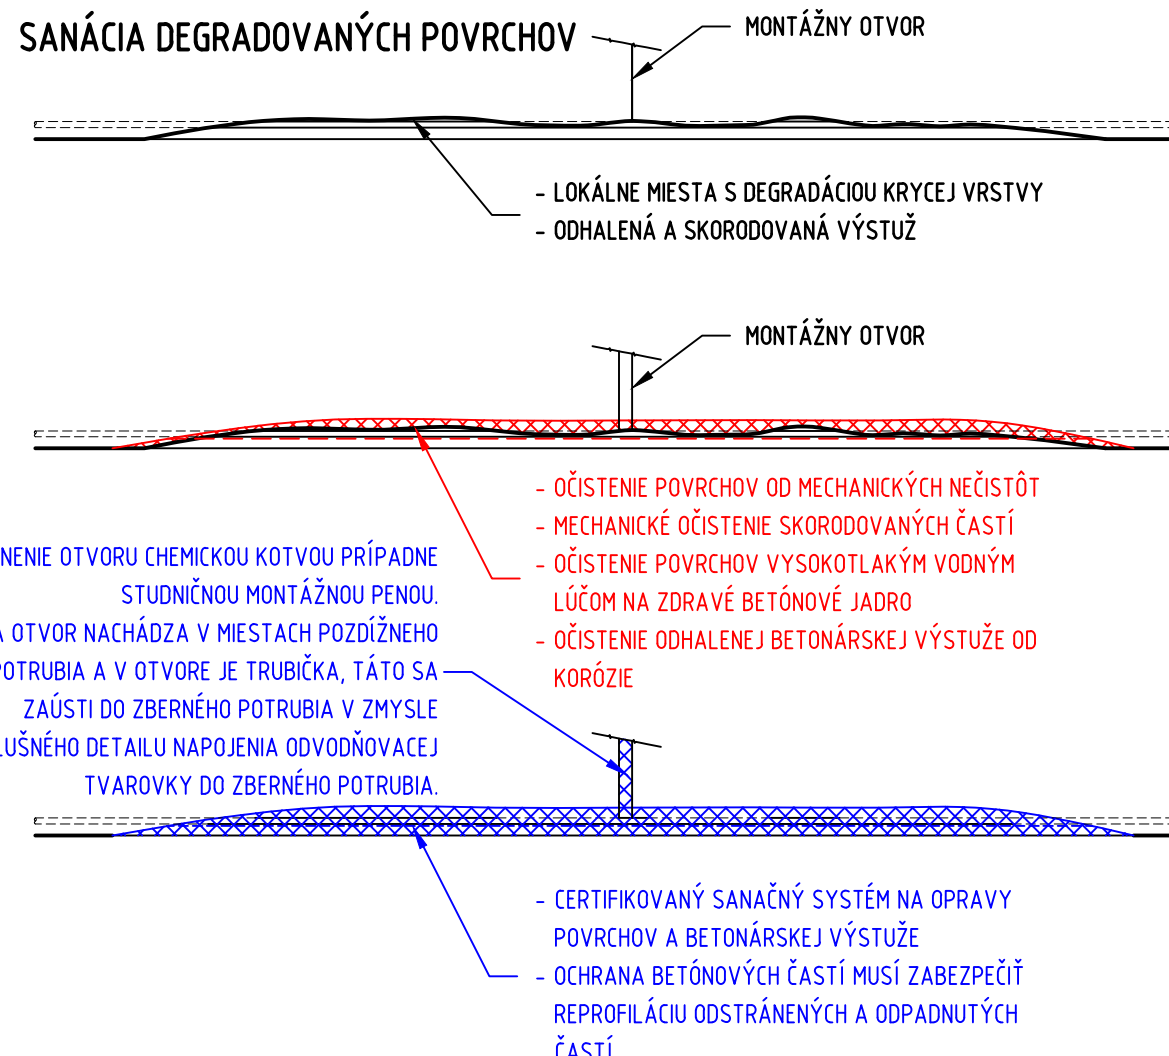 SANÁCIA DEGRADOVANÝCH POVRCHOV
MONTÁŽNY OTVOR
- LOKÁLNE MIESTA S DEGRADÁCIOU KRYCEJ VRSTVY
- ODHALENÁ A SKORODOVANÁ VÝSTUŽ
MONTÁŽNY OTVOR
- OČISTENIE POVRCHOV OD MECHANICKÝCH NEČISTÔT
- MECHANICKÉ OČISTENIE SKORODOVANÝCH ČASTÍ
- OČISTENIE POVRCHOV VYSOKOTLAKÝM VODNÝM
LÚČOM NA ZDRAVÉ BETÓNOVÉ JADRO
- OČISTENIE ODHALENEJ BETONÁRSKEJ VÝSTUŽE OD
KORÓZIE
NENIE OTVORU CHEMICKOU KOTVOU PRÍPADNE
STUDNIČNOU MONTÁŽNOU PENOU.
A OTVOR NACHÁDZA V MIESTACH POZDĹŽNEHO
POTRUBIA A V OTVORE JE TRUBIČKA, TÁTO SA
ZAÚSTI DO ZBERNÉHO POTRUBIA V ZMYSLE
LUŠNÉHO DETAILU NAPOJENIA ODVODŇOVACEJ
TVAROVKY DO ZBERNÉHO POTRUBIA.
- CERTIFIKOVANÝ SANAČNÝ SYSTÉM NA OPRAVY
POVRCHOV A BETONÁRSKEJ VÝSTUŽE
- OCHRANA BETÓNOVÝCH ČASTÍ MUSÍ ZABEZPEČIŤ
REPROFILÁCIU ODSTRÁNENÝCH A ODPADNUTÝCH
ČASTÍ